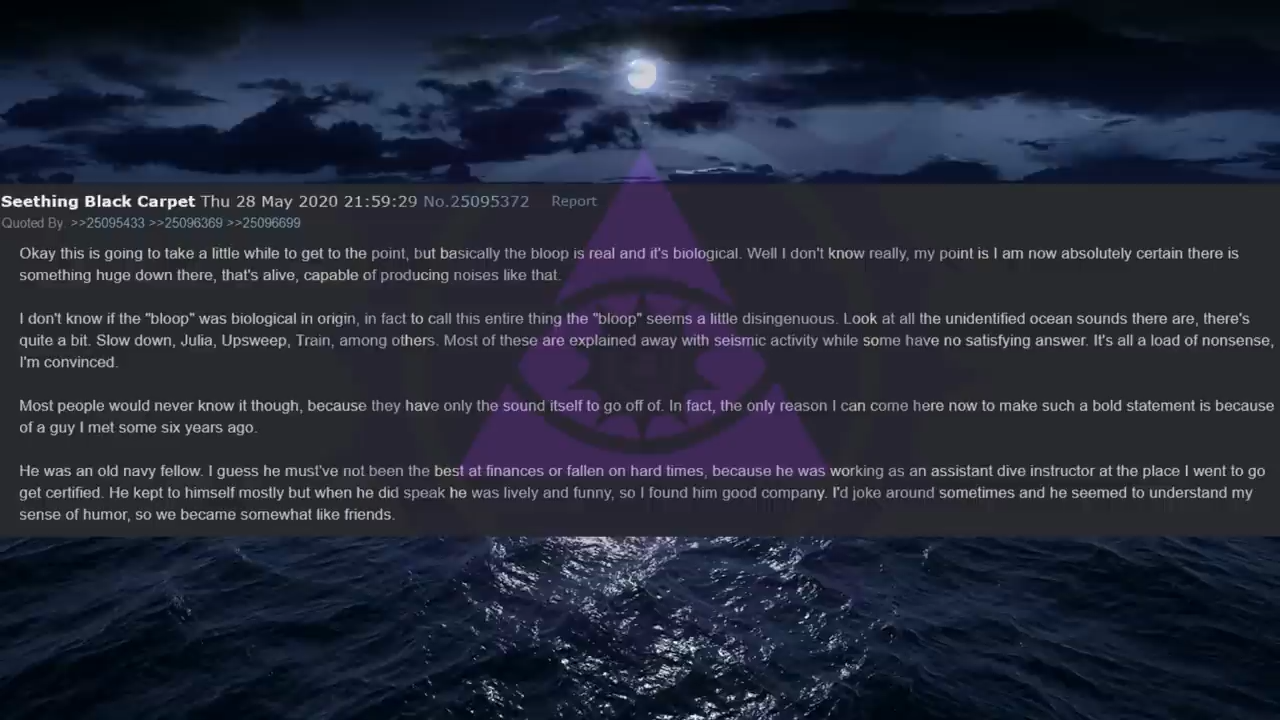 Seething Black Carpet Thu 28 May 2020 21:59:29 No.25095372 Report
Quoted By: >>25095433 >>25096369 >>25096699
Okay this is going to take a little while to get to the point, but basically the bloop is real and it's biological. Well I don't know really, my point is I am now absolutely certain there is
something huge down there, that's alive, capable of producing noises like that.
I don't know if the "bloop" was biological in origin, in fact to call this entire thing the "bloop" seems a little disingenuous. Look at all the unidentified ocean sounds there are, there's
quite a bit. Slow down, Julia, Upsweep, Train, among others. Most of these are explained away with seismic activity while some have no satisfying answer. It's all a load of nonsense,
I'm convinced.
Most people would never know it though, because they have only the sound itself to go off of. In fact, the only reason I can come here now to make such a bold statement is because
of a guy I met some six years ago.
He was an old navy fellow. I guess he must've not been the best at finances or fallen on hard times, because he was working as an assistant dive instructor at the place I went to go
get certified. He kept to himself mostly but when he did speak he was lively and funny, so I found him good company. I'd joke around sometimes and he seemed to understand my
sense of humor, so we became somewhat like friends.